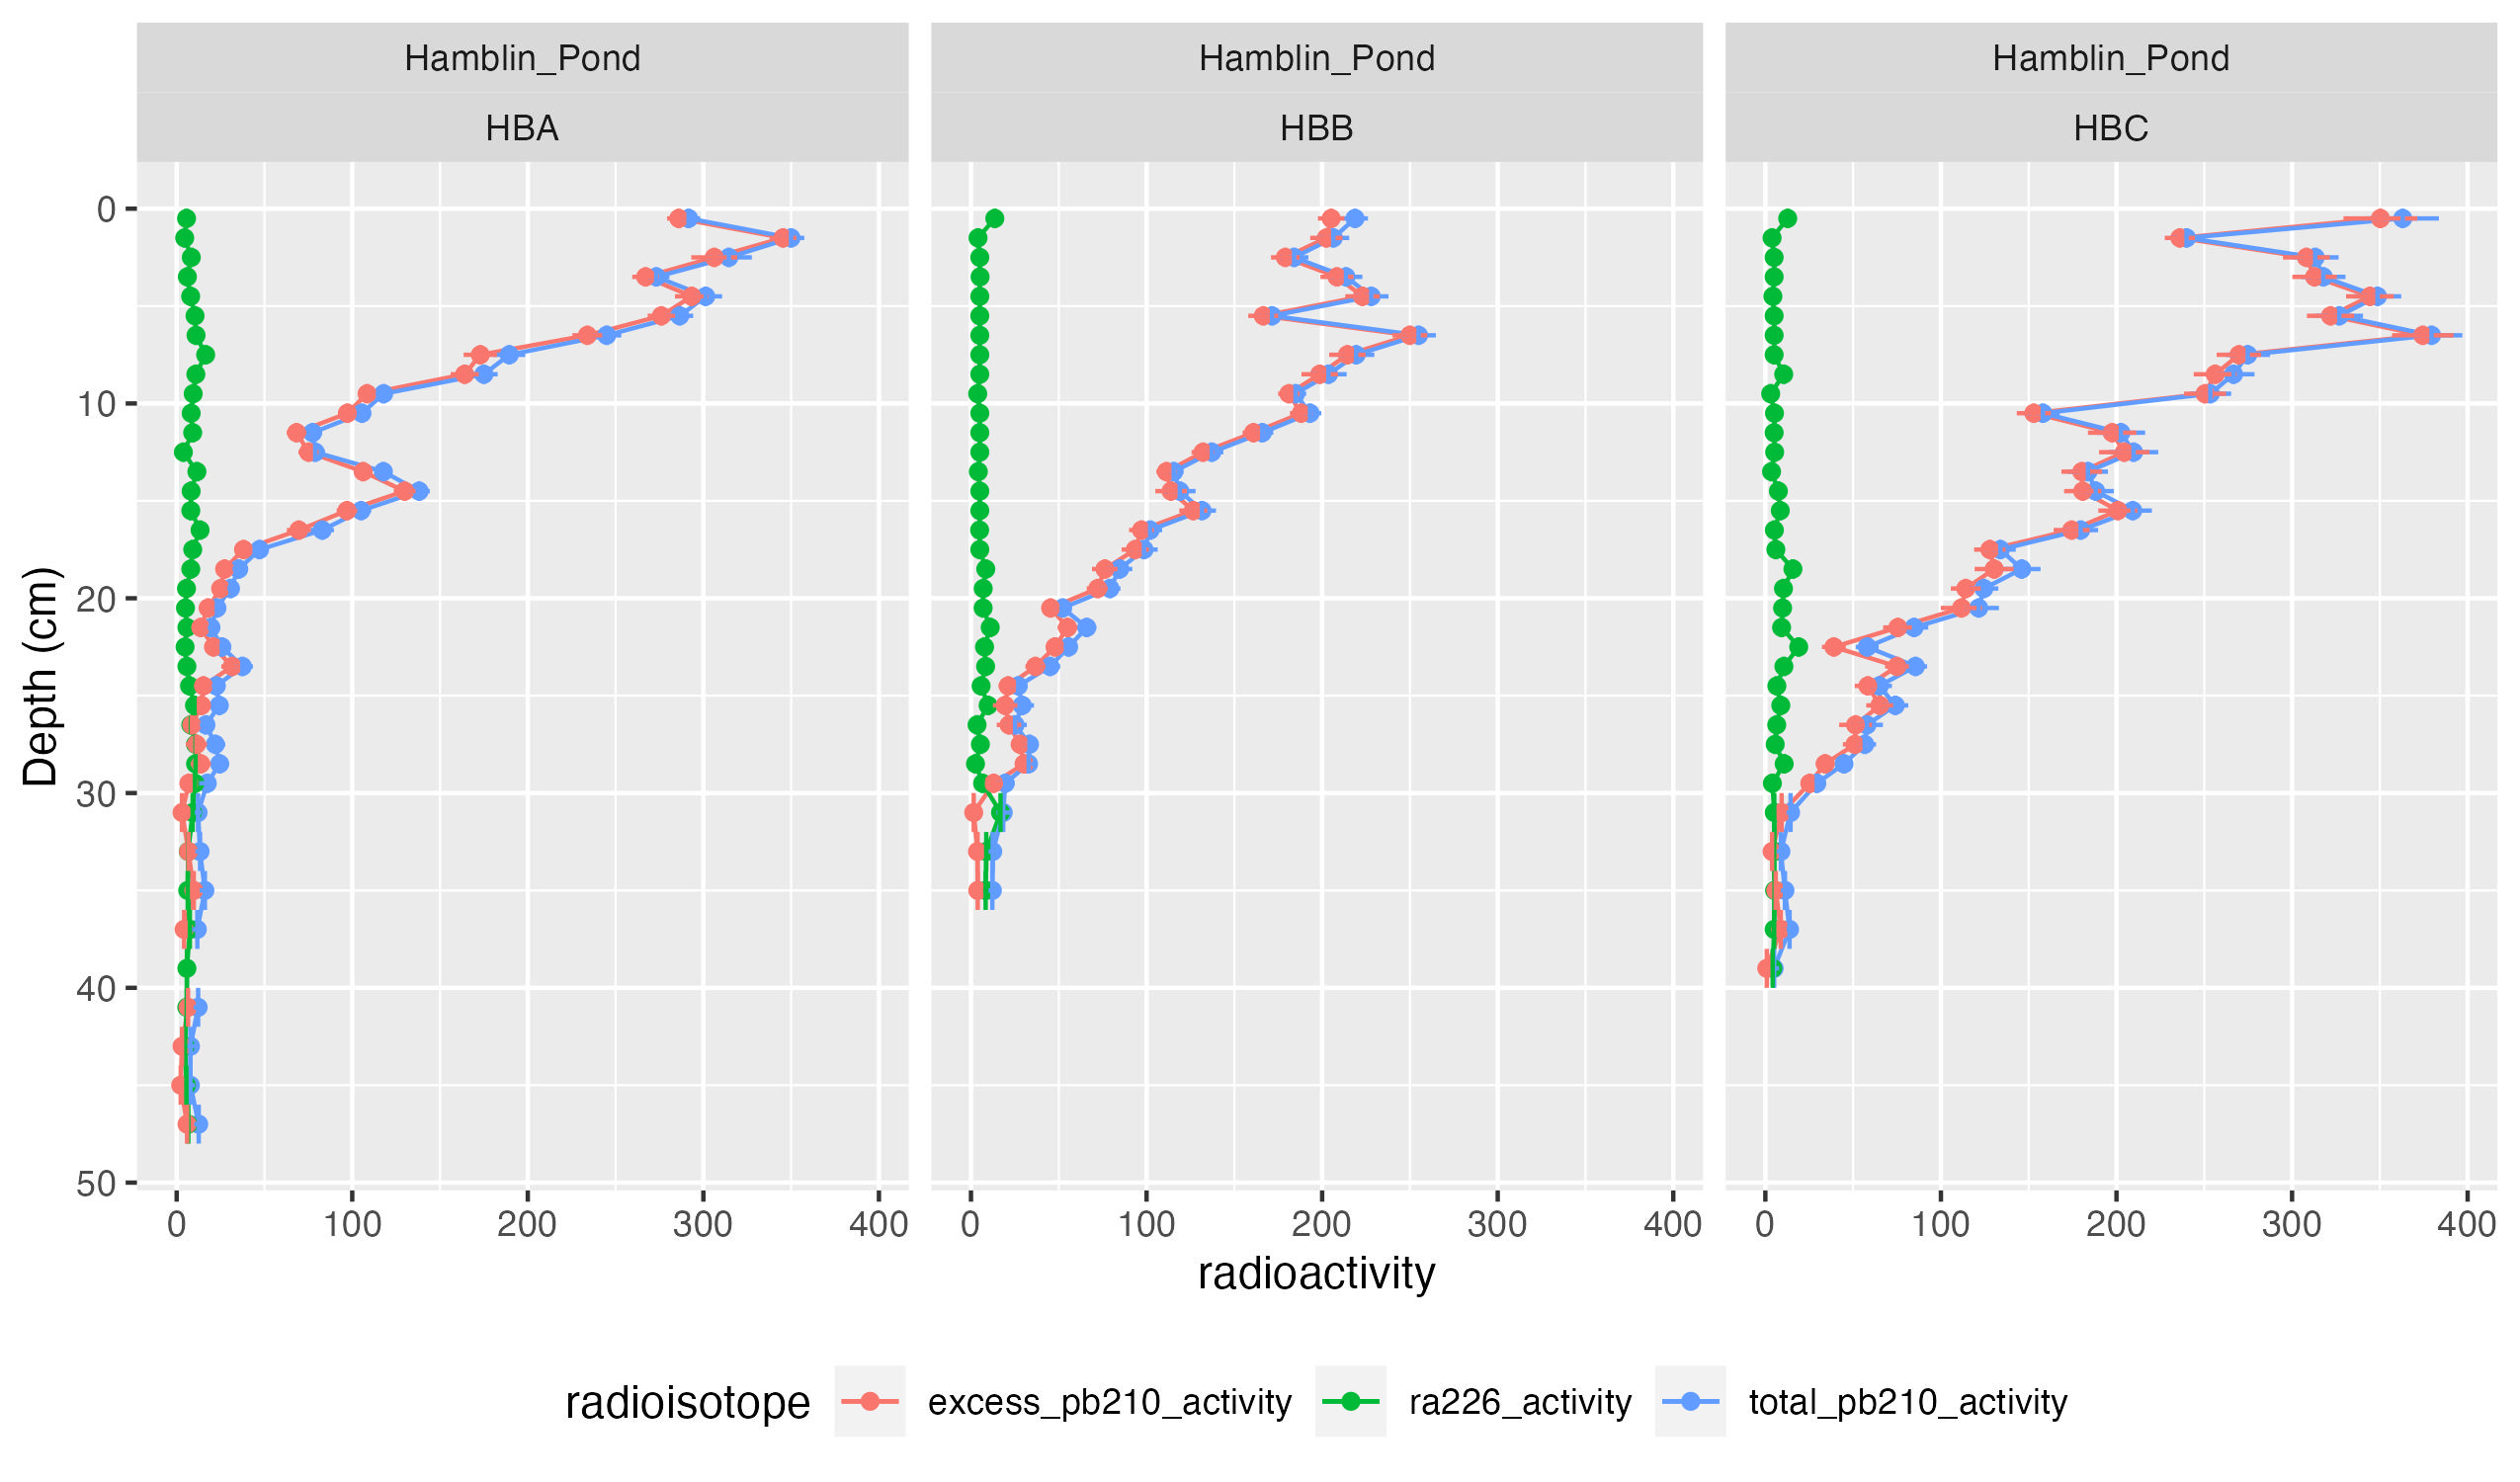 Hamblin_Pond Hamblin_Pond Hamblin_Pond
HBA HBB HBC
Depth (cm)
0
10
20
30
40
50
0 100 200 300 400 0 100 200 300 400 0 100 200 300 400
radioactivity
radioisotope excess_pb210_activity ra226_activity total_pb210_activity